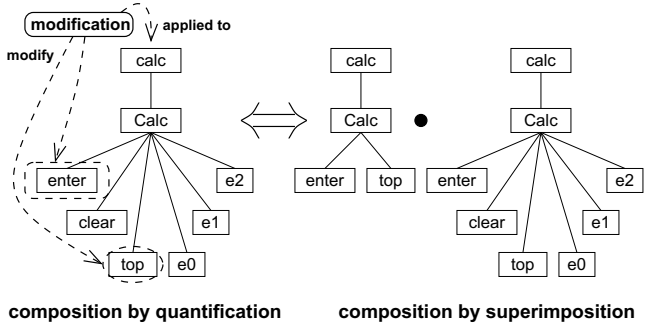 modification
applied to
modify
calc
calc
calc
Calc
Calc
Calc
enter
e2
enter
top
enter
e2
clear
e1
clear
e1
top
e0
top
e0
composition by quantification
composition by superimposition